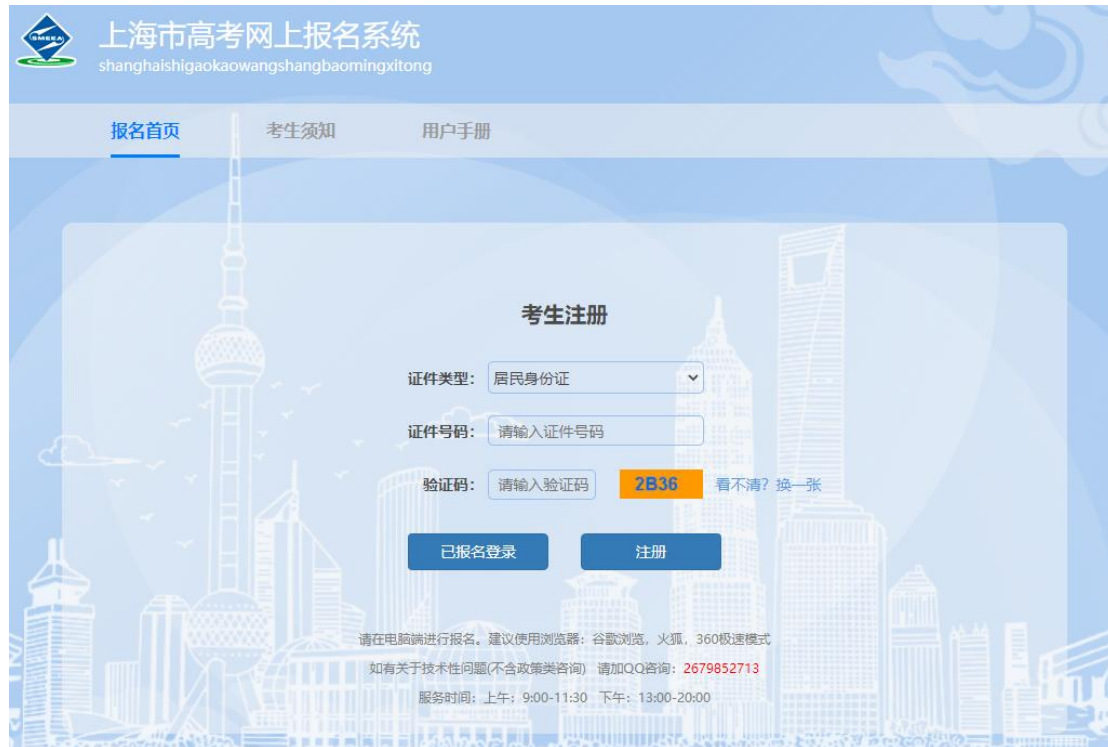 SMEEA
上海市高考网上报名系统
shanghaishigaokaowangshangbaomingxitong
报名首页 考生须知 用户手册
考生注册
证件类型： 居民身份证
证件号码： 请输入证件号码
验证码： 请输入验证码 2B36 看不清？换一张
已报名登录 注册
请在电脑端进行报名。建议使用浏览器：谷歌浏览，火狐，360极速模式
如有关于技术性问题(不含政策类咨询) 请加QQ咨询：2679852713
服务时间：上午：9:00-11:30 下午：13:00-20:00